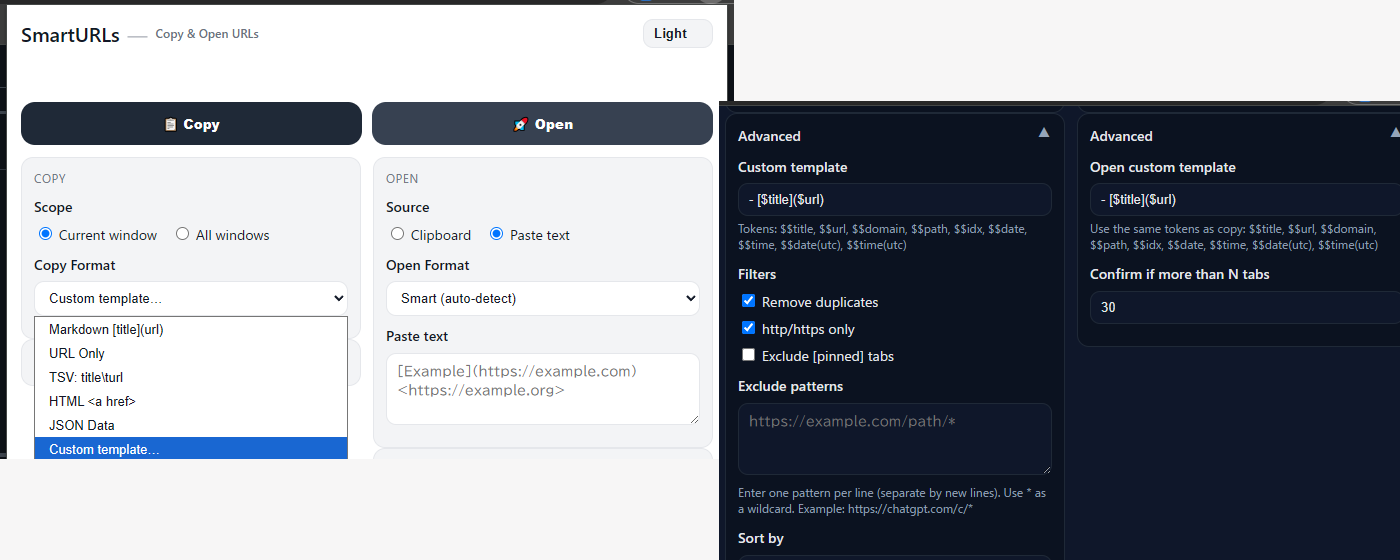 SmartURLs — Copy & Open URLs
Light
📋 Copy
🚀 Open
COPY
Scope
Current window
All windows
Copy Format
Custom template...
Markdown [title](url)
URL Only
TSV: title\turl
HTML <a href>
JSON Data
Custom template...
OPEN
Source
Clipboard
Paste text
Open Format
Smart (auto-detect)
Paste text
[Example](https://example.com)
<https://example.org>
Advanced
Custom template
- [$title]($url)
Tokens: $$title, $$url, $$domain, $$path, $$idx, $$date,
$$time, $$date(utc), $$time(utc)
Filters
Remove duplicates
http/https only
Exclude [pinned] tabs
Exclude patterns
https://example.com/path/*
Enter one pattern per line (separate by new lines). Use * as
a wildcard. Example: https://chatgpt.com/c/*
Sort by
Advanced
Open custom template
- [$title]($url)
Use the same tokens as copy: $$title, $$url, $$domain,
$$path, $$idx, $$date, $$time, $$date(utc), $$time(utc)
Confirm if more than N tabs
30